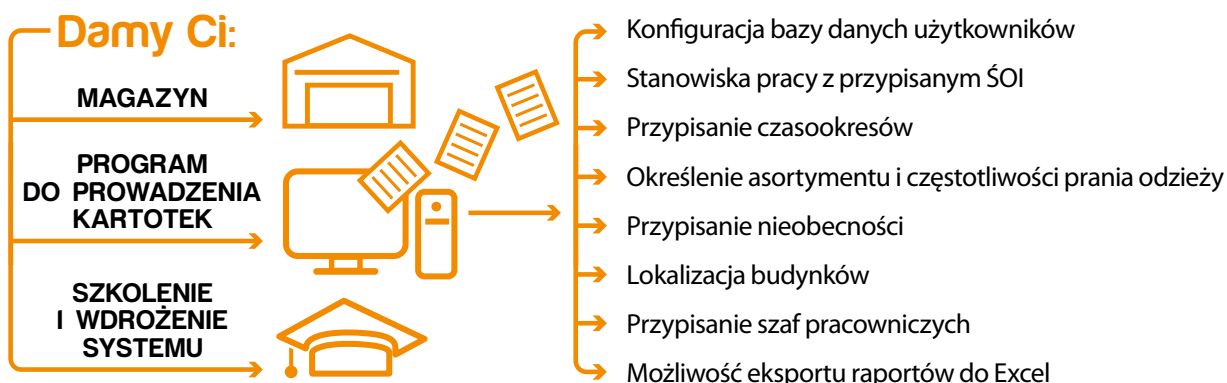 Damy Ci:
MAGAZYN
PROGRAM
DO PROWADZENIA
KARTOTEK
SZKOLENIE
I WDROŻENIE
SYSTEMU
Konfiguracja bazy danych użytkowników
Stanowiska pracy z przypisanym ŚOI
Przypisanie czasookresów
Określenie asortymentu i częstotliwości prania odzieży
Przypisanie nieobecności
Lokalizacja budynków
Przypisanie szaf pracowniczych
Możliwość eksportu raportów do Excel